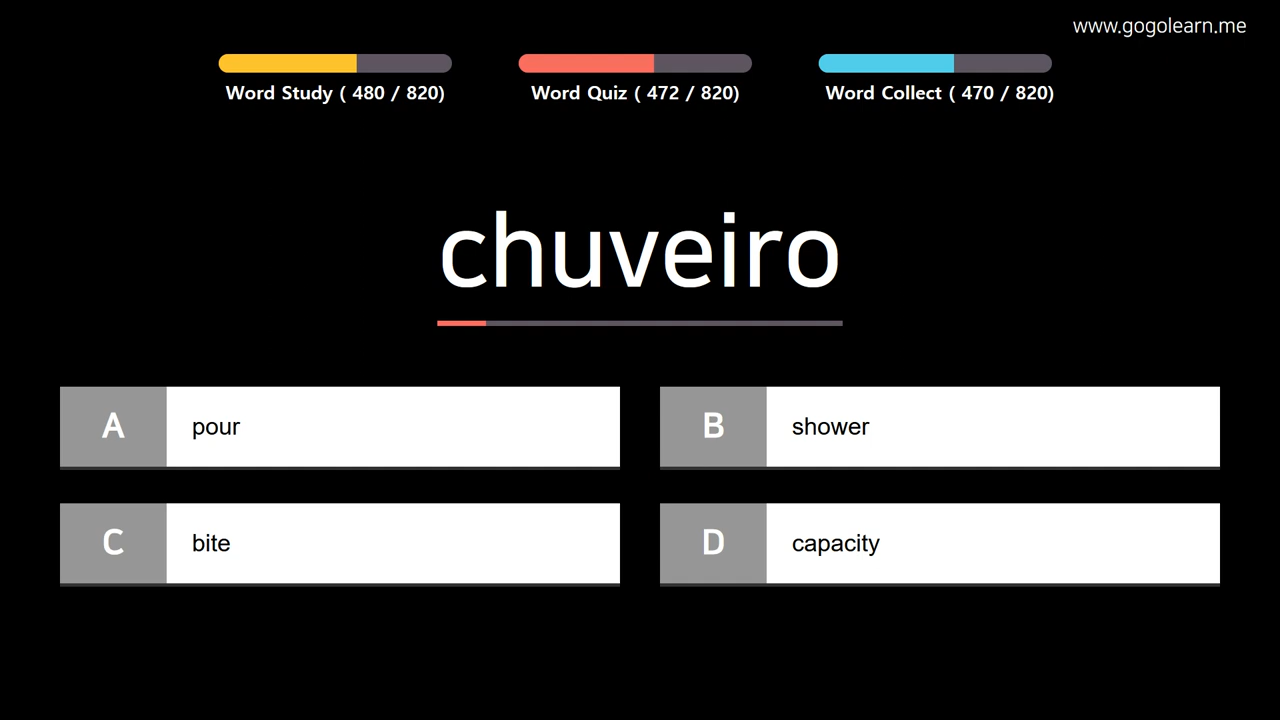 www.gogolearn.me
Word Study ( 480 / 820)
Word Quiz ( 472 / 820)
Word Collect ( 470 / 820)
chuveiro
A
pour
B
shower
C
bite
D
capacity